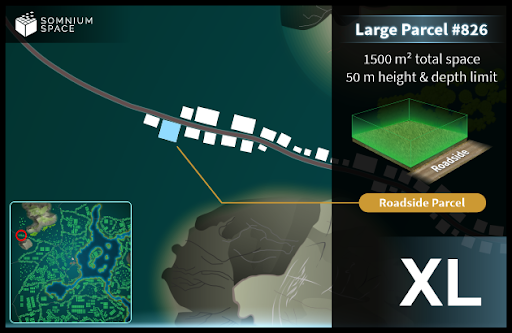 SOMNIUM
SPACE
Large Parcel #826
1500 m² total space
50 m height & depth limit
Roadside
Roadside Parcel
XL